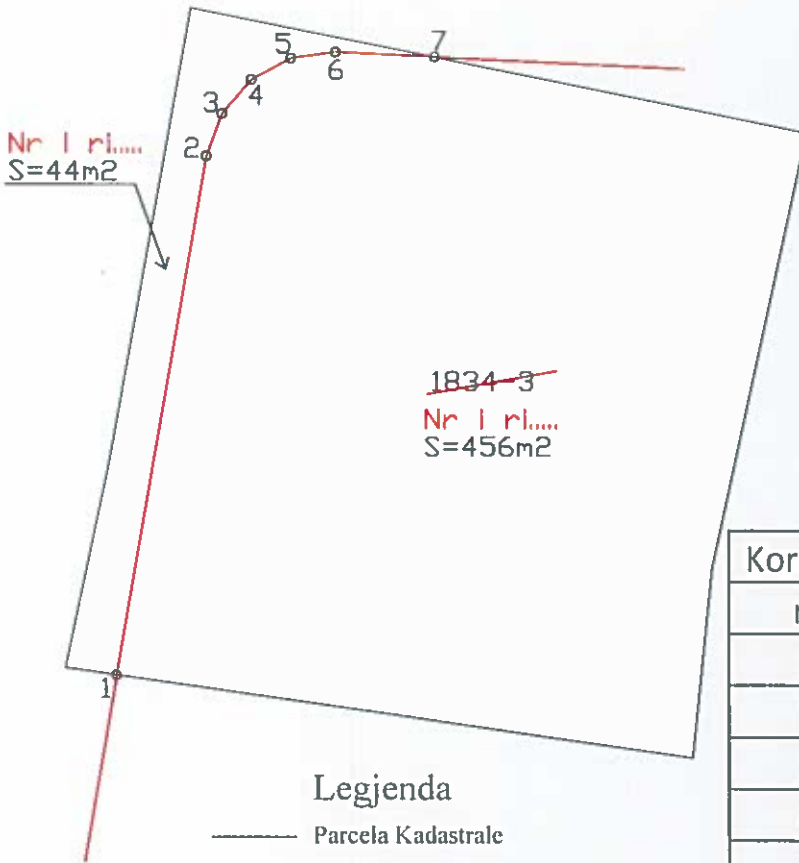 7
5
6
4
3
2
Nr i ri.....
S=44m2
1834-3
Nr i ri.....
S=456m2
1
Kor
Legjenda
Parcela Kadastrale